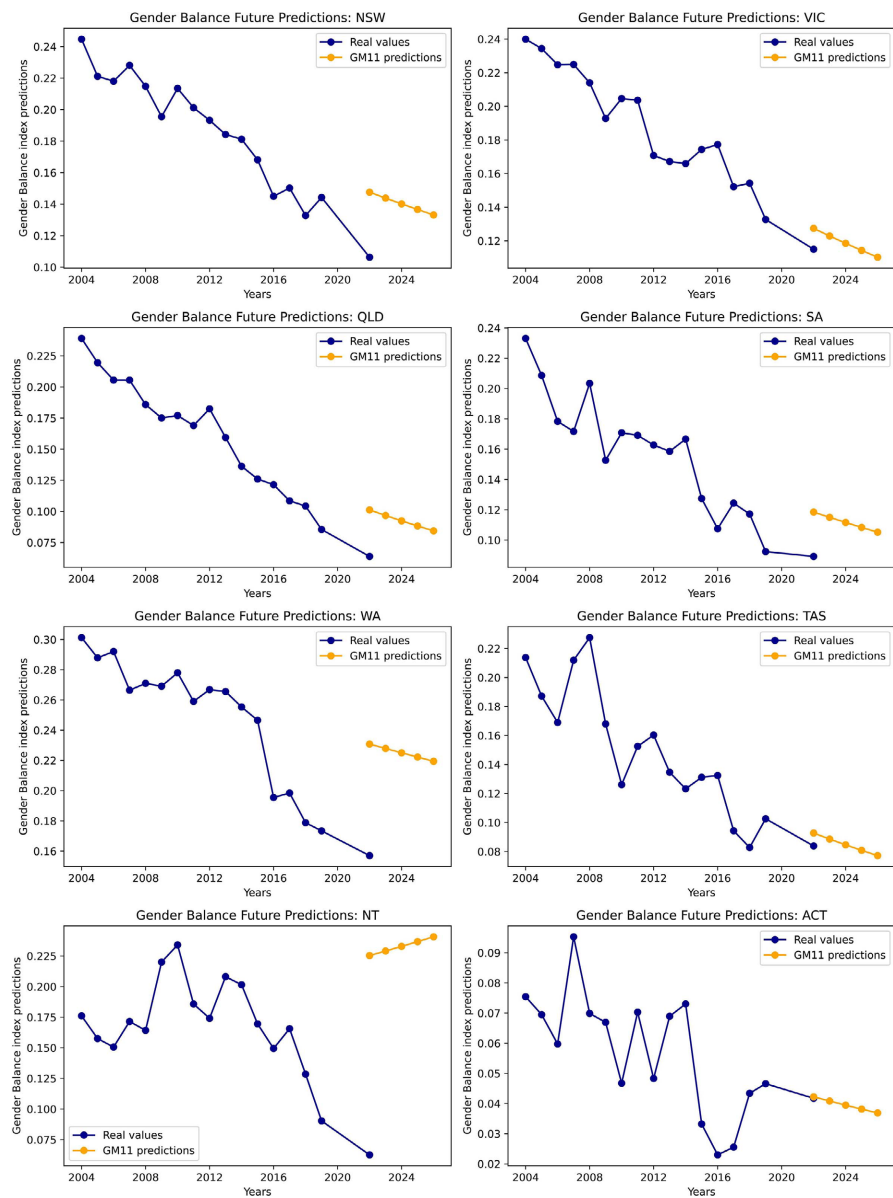 Gender Balance Future Predictions: NSW
Gender Balance index predictions
0.24
0.22
0.20
0.18
0.16
0.14
0.12
0.10
Real values
GM11 predictions
2004 2008 2012 2016 2020 2024
Years
Gender Balance Future Predictions: VIC
Gender Balance index predictions
0.24
0.22
0.20
0.18
0.16
0.14
0.12
Real values
GM11 predictions
2004 2008 2012 2016 2020 2024
Years
Gender Balance Future Predictions: QLD
Gender Balance index predictions
0.225
0.200
0.175
0.150
0.125
0.100
0.075
Real values
GM11 predictions
2004 2008 2012 2016 2020 2024
Years
Gender Balance Future Predictions: SA
Gender Balance index predictions
0.24
0.22
0.20
0.18
0.16
0.14
0.12
0.10
Real values
GM11 predictions
2004 2008 2012 2016 2020 2024
Years
Gender Balance Future Predictions: WA
Gender Balance index predictions
0.30
0.28
0.26
0.24
0.22
0.20
0.18
0.16
Real values
GM11 predictions
2004 2008 2012 2016 2020 2024
Years
Gender Balance Future Predictions: TAS
Gender Balance index predictions
0.22
0.20
0.18
0.16
0.14
0.12
0.10
0.08
Real values
GM11 predictions
2004 2008 2012 2016 2020 2024
Years
Gender Balance Future Predictions: NT
Gender Balance index predictions
0.225
0.200
0.175
0.150
0.125
0.100
0.075
Real values
GM11 predictions
2004 2008 2012 2016 2020 2024
Years
Gender Balance Future Predictions: ACT
Gender Balance index predictions
0.09
0.08
0.07
0.06
0.05
0.04
0.03
0.02
Real values
GM11 predictions
2004 2008 2012 2016 2020 2024
Years